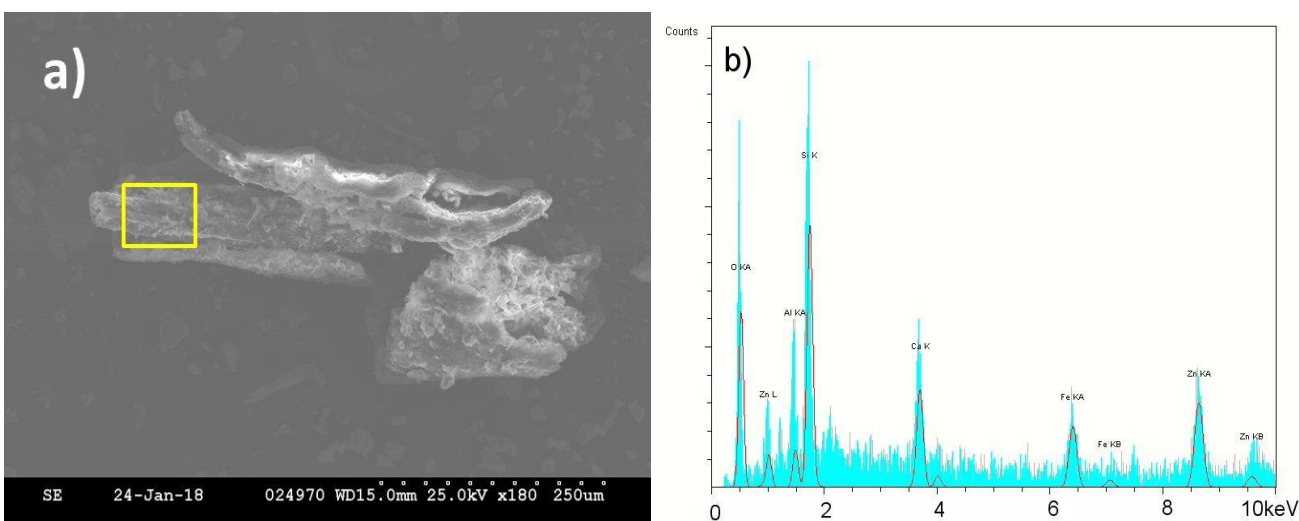 a)
SE 24-Jan-18 024970 WD15.0mm 25.0kV x180 250um
Counts
b)
Si K
O KA
Al KA
Ca K
Zn L
Fe KA
Fe KB
Zn KA
Zn KB
0 2 4 6 8 10keV